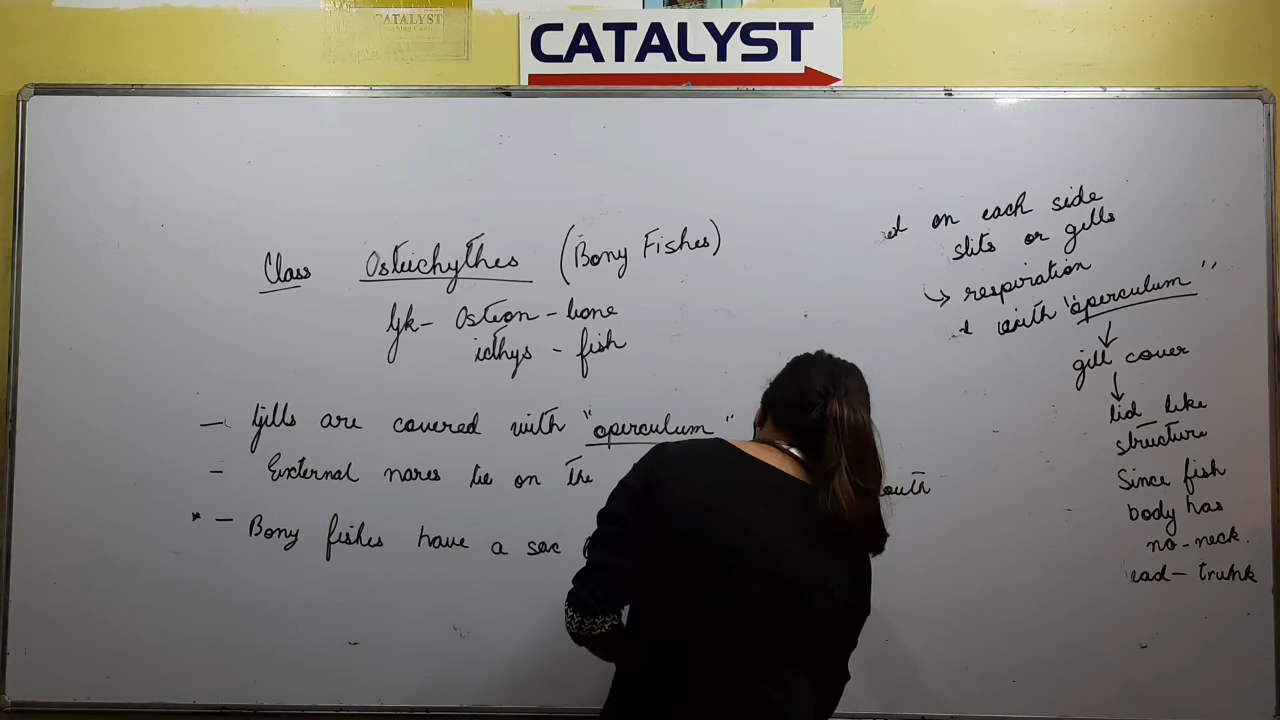 CATALYST
CATALYST
Class Osteichythes (Bony Fishes)
Gk- Osteon - bone
icthys - fish
- Gills are covered with "operculum"
- External nares lie on the
outh
* - Bony fishes have a sac
on each side
slits or gills
↳ respiration
with "operculum"
↓
gill cover
↓
lid like
structure
Since fish
body has
no-neck.
ead- trunk